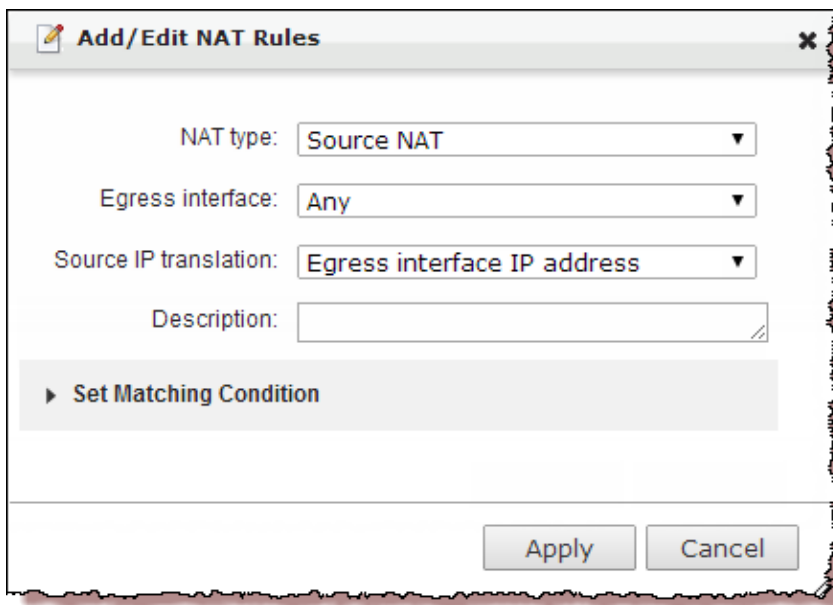 Add/Edit NAT Rules
NAT type: Source NAT
Egress interface: Any
Source IP translation: Egress interface IP address
Description:
Set Matching Condition
Apply Cancel